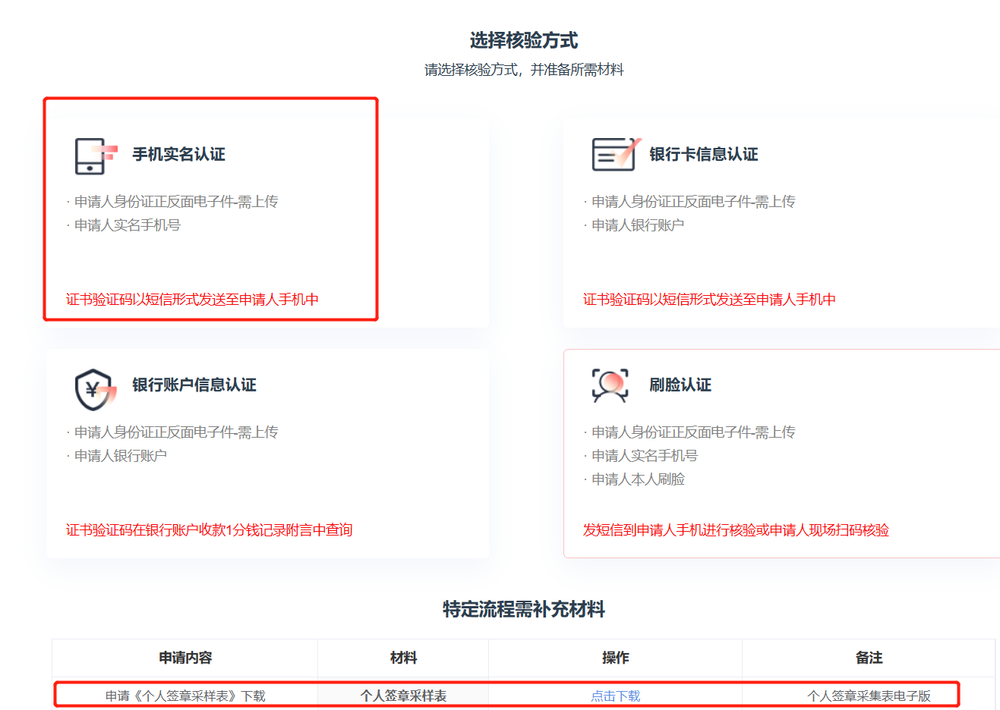 选择核验方式
请选择核验方式，并准备所需材料
手机实名认证
· 申请人身份证正反面电子件-需上传
· 申请人实名手机号
证书验证码以短信形式发送至申请人手机中
银行卡信息认证
· 申请人身份证正反面电子件-需上传
· 申请人银行账户
证书验证码以短信形式发送至申请人手机中
银行账户信息认证
· 申请人身份证正反面电子件-需上传
· 申请人银行账户
证书验证码在银行账户收款1分钱记录附言中查询
刷脸认证
· 申请人身份证正反面电子件-需上传
· 申请人实名手机号
· 申请人本人刷脸
发短信到申请人手机进行核验或申请人现场扫码核验
特定流程需补充材料
申请内容 材料 操作 备注
申请《个人签章采样表》下载 个人签章采样表 点击下载 个人签章采集表电子版